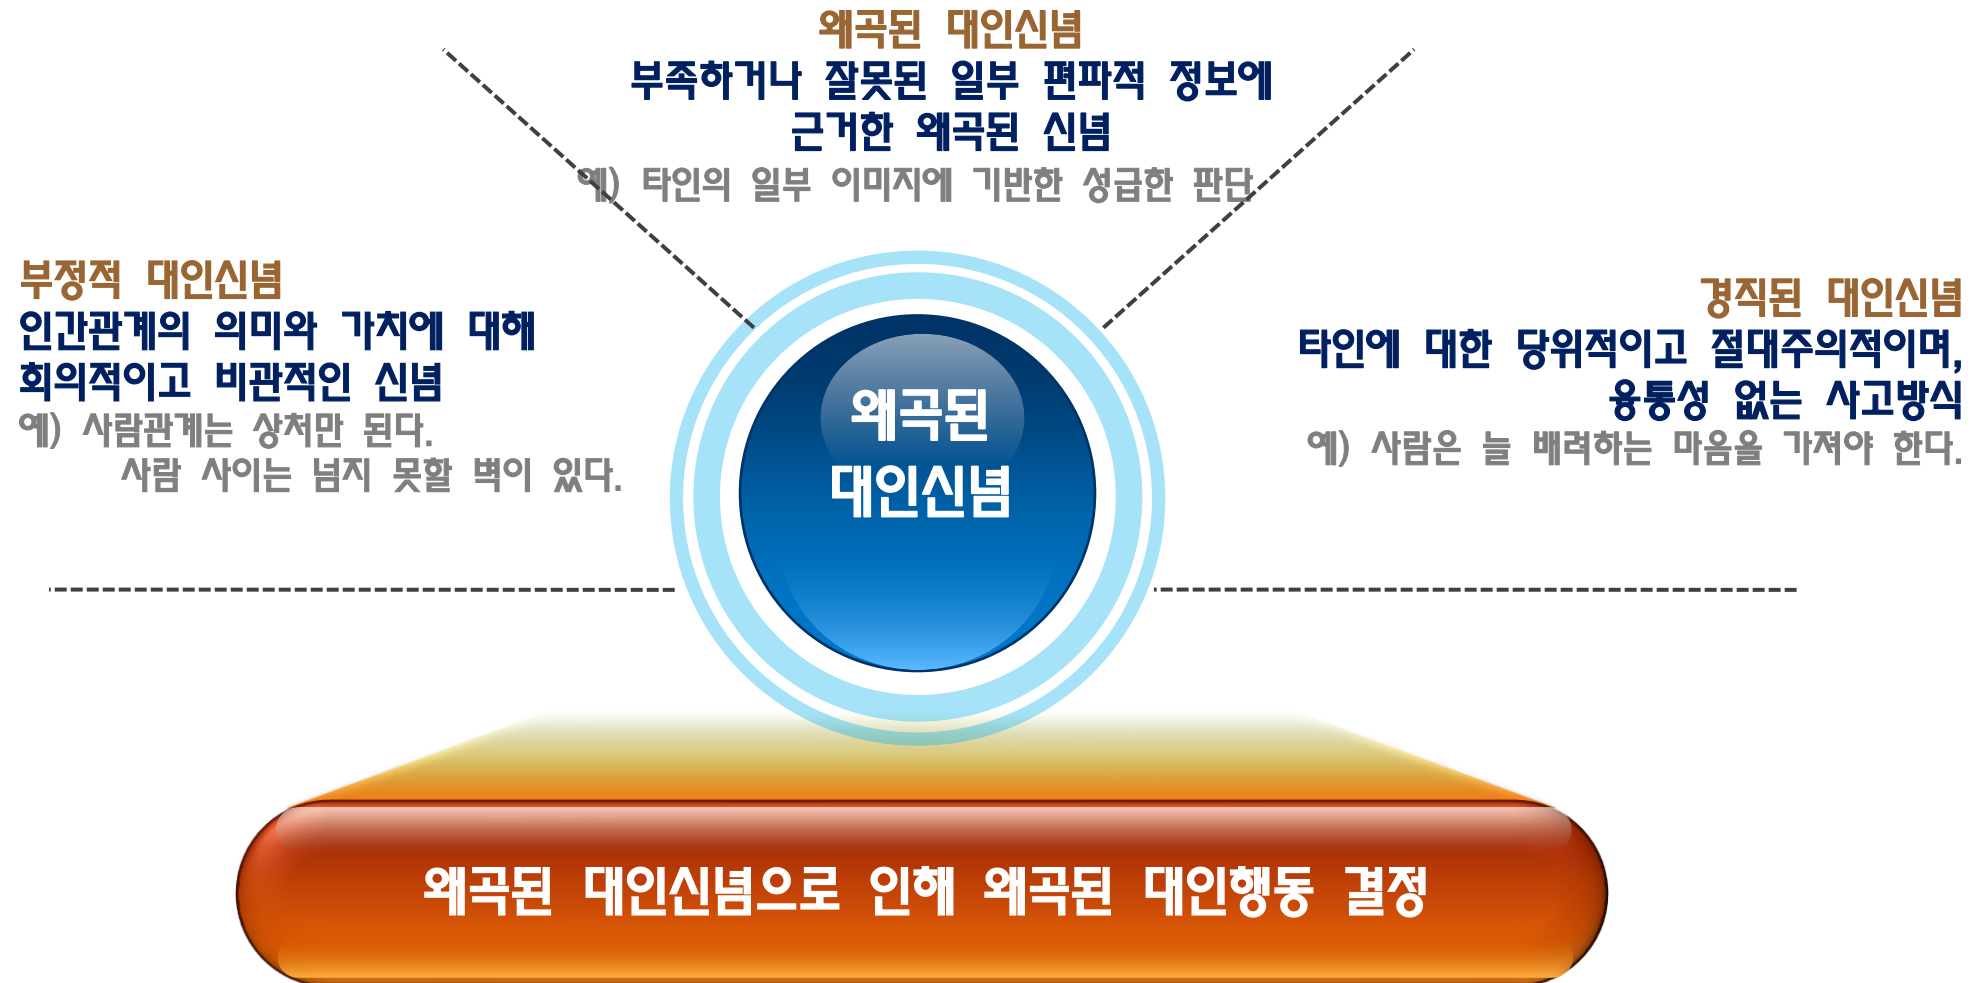 왜곡된 대인신념
부족하거나 잘못된 일부 편파적 정보에
근거한 왜곡된 신념
예) 타인의 일부 이미지에 기반한 성급한 판단
부정적 대인신념
인간관계의 의미와 가치에 대해
회의적이고 비관적인 신념
예) 사람관계는 상처만 된다.
사람 사이는 넘지 못할 벽이 있다.
경직된 대인신념
타인에 대한 당위적이고 절대주의적이며,
융통성 없는 사고방식
예) 사람은 늘 배려하는 마음을 가져야 한다.
왜곡된
대인신념
왜곡된 대인신념으로 인해 왜곡된 대인행동 결정